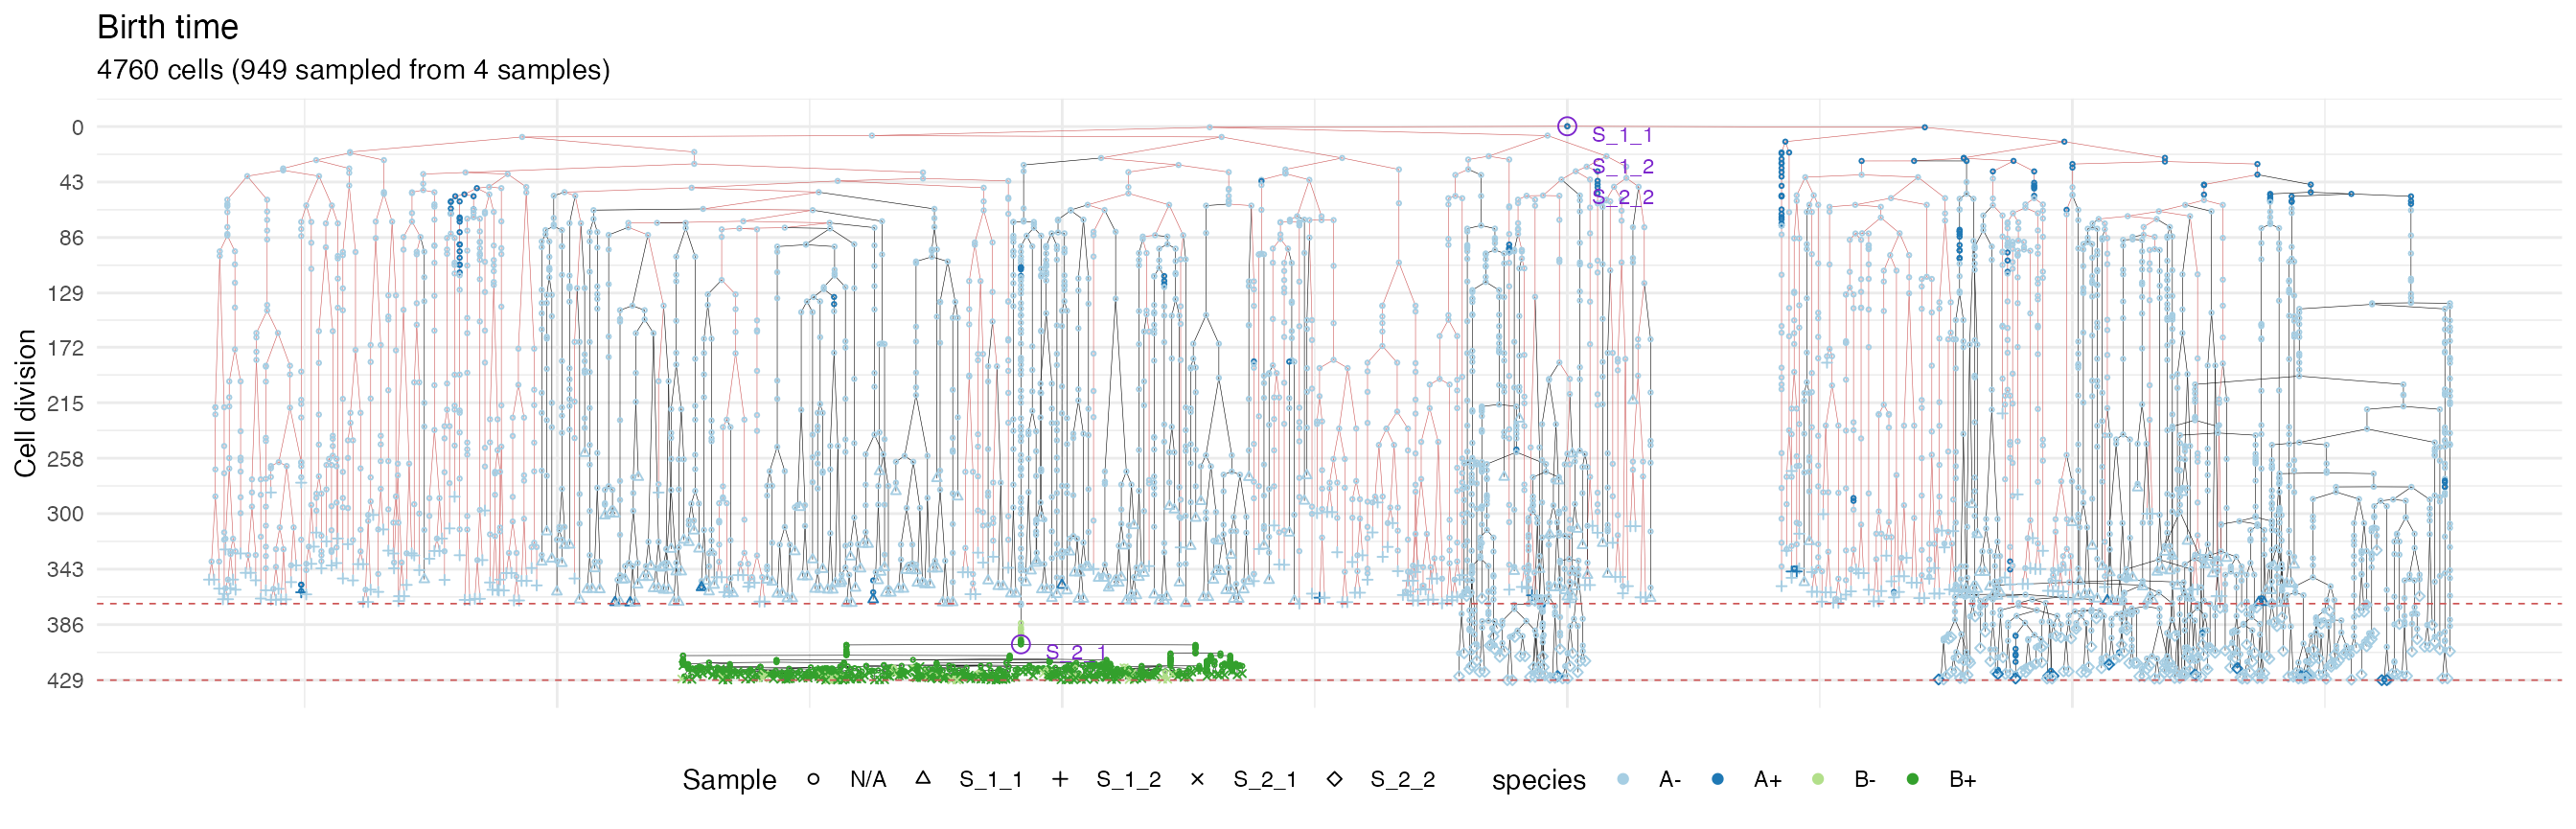 Birth time
4760 cells (949 sampled from 4 samples)
Cell division
0
43
86
129
172
215
258
300
343
386
429
S_1_1
S_1_2
S_2_2
S_2_1
Sample N/A S_1_1 S_1_2 S_2_1 S_2_2 species A- A+ B- B+